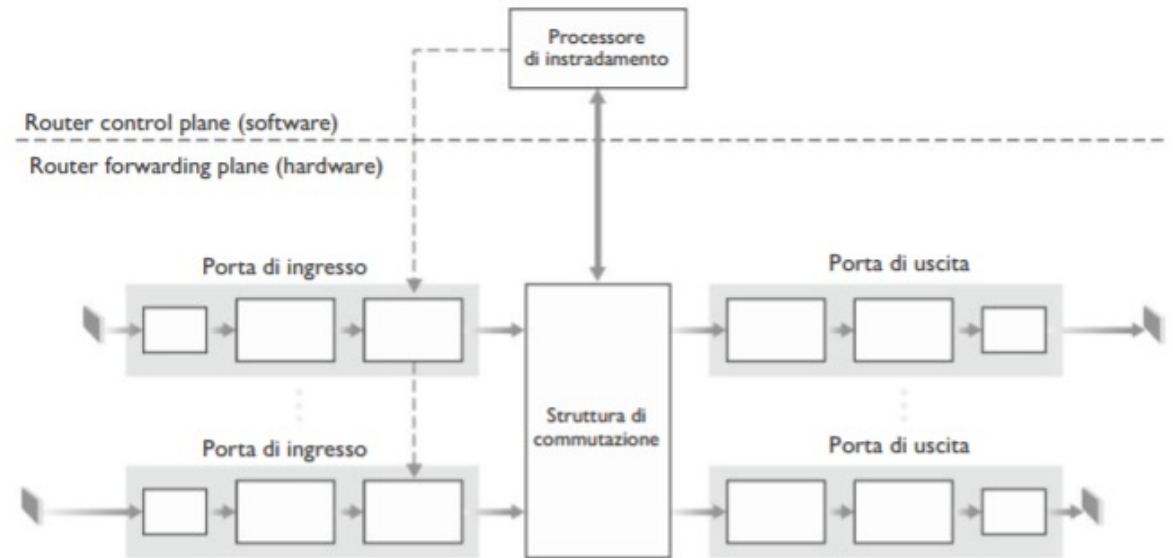 Processore
di instradamento
Router control plane (software)
Router forwarding plane (hardware)
Porta di ingresso
Porta di uscita
Struttura di
commutazione
Porta di ingresso
Porta di uscita